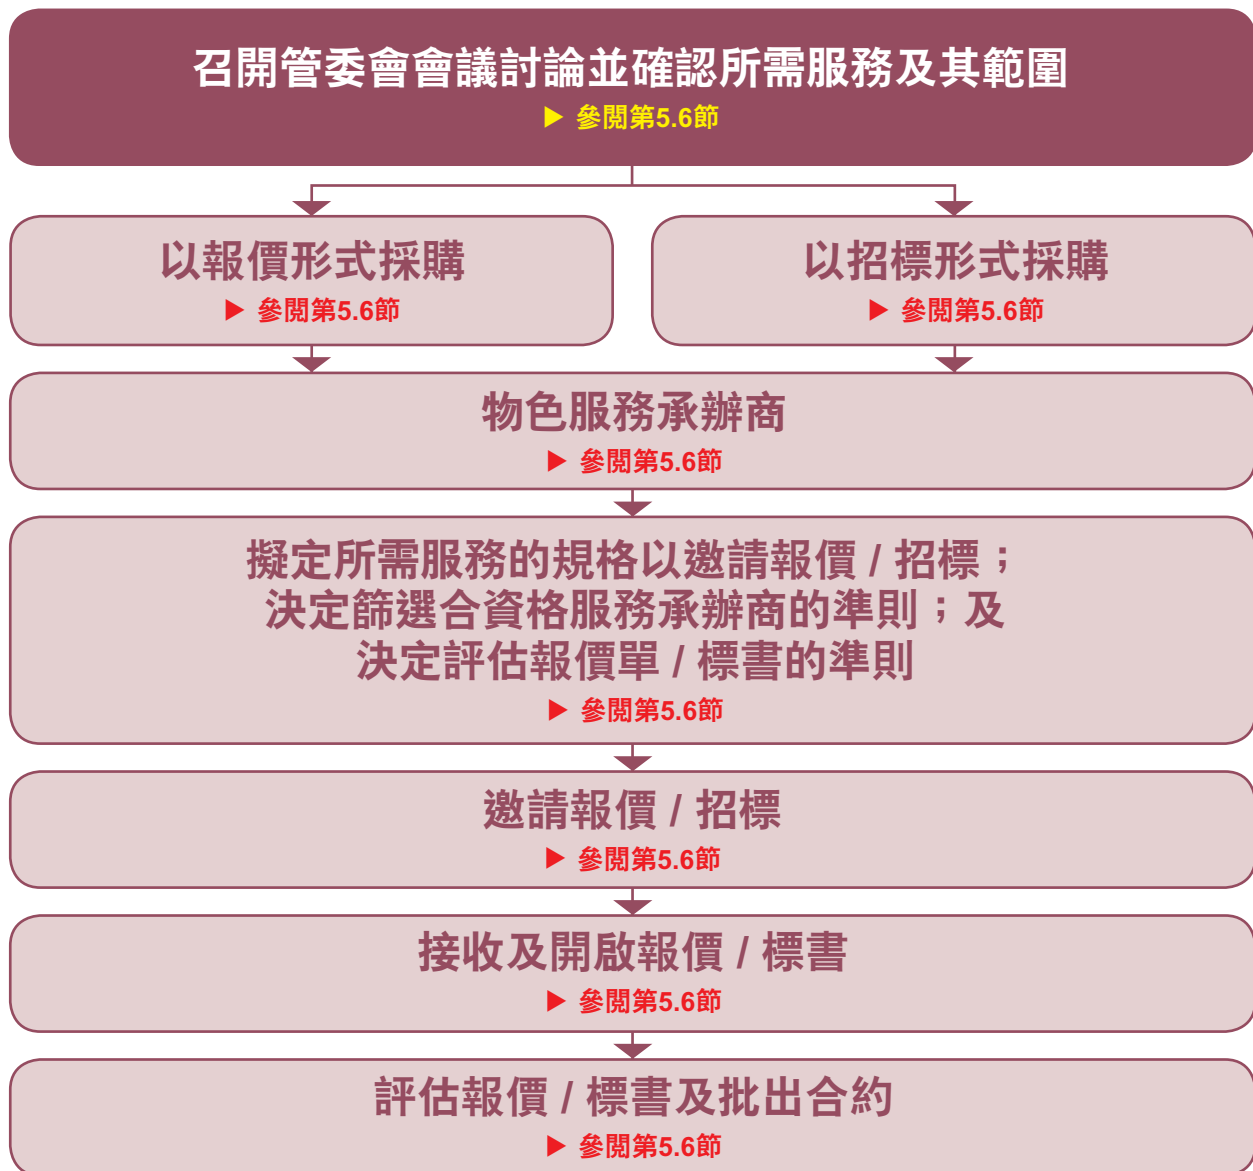 召開管委會會議討論並確認所需服務及其範圍
▶ 參閱第5.6節
以報價形式採購
▶ 參閱第5.6節
以招標形式採購
▶ 參閱第5.6節
物色服務承辦商
▶ 參閱第5.6節
擬定所需服務的規格以邀請報價 / 招標；
決定篩選合資格服務承辦商的準則；及
決定評估報價單 / 標書的準則
▶ 參閱第5.6節
邀請報價 / 招標
▶ 參閱第5.6節
接收及開啟報價 / 標書
▶ 參閱第5.6節
評估報價 / 標書及批出合約
▶ 參閱第5.6節